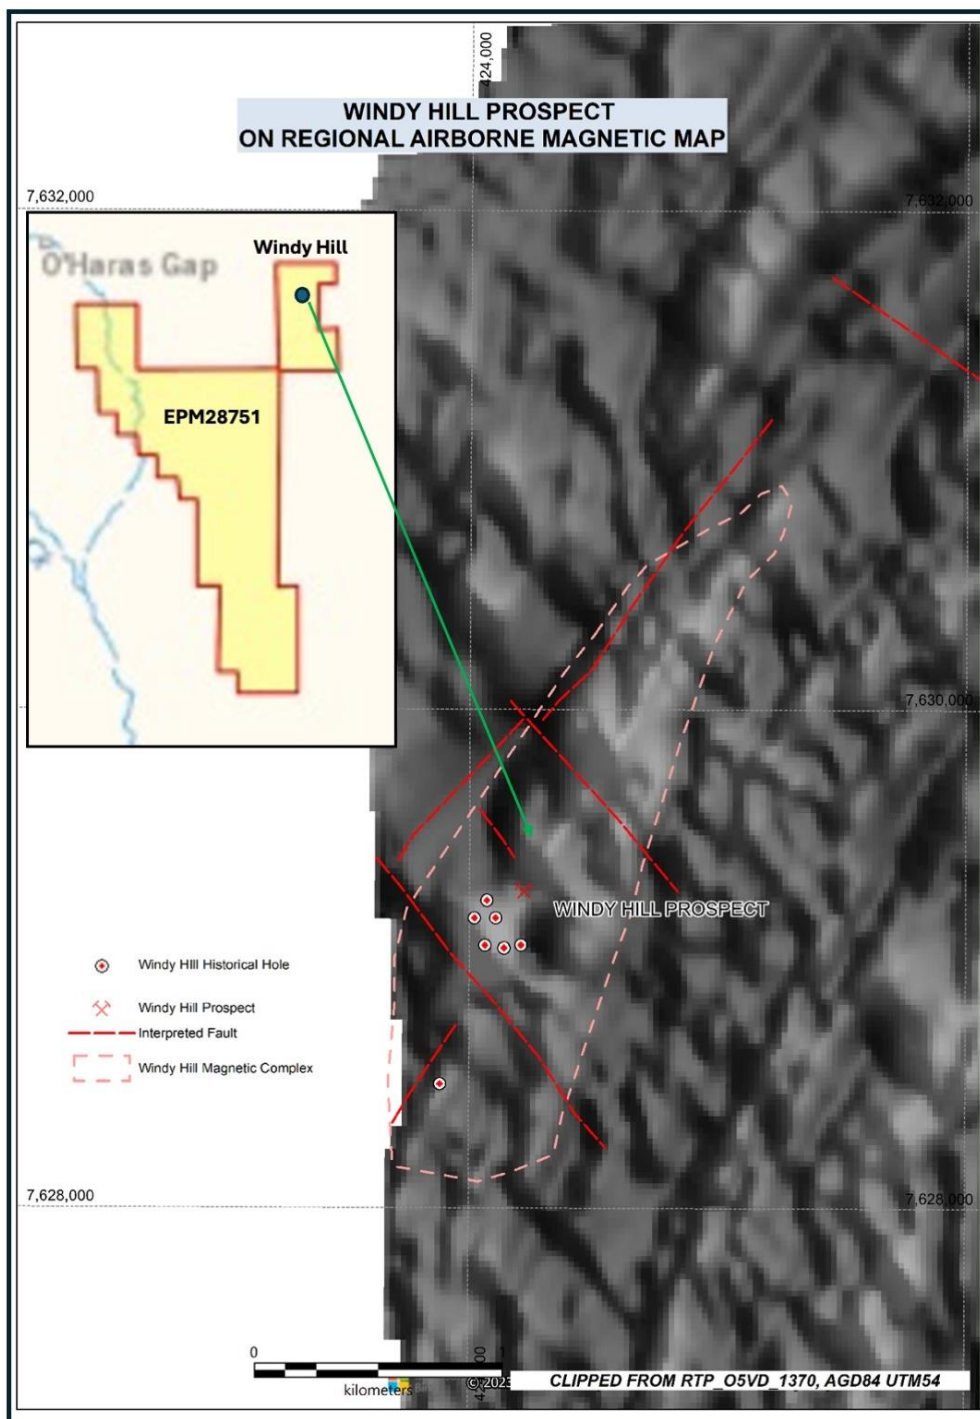 424,000
WINDY HILL PROSPECT
ON REGIONAL AIRBORNE MAGNETIC MAP
7,632,000
7,632,000
Windy Hill
O'Haras Gap
EPM28751
7,630,000
WINDY HILL PROSPECT
Windy HIll Historical Hole
Windy Hill Prospect
Interpreted Fault
Windy Hill Magnetic Complex
7,628,000
7,628,000
0
kilometers
© 2023
CLIPPED FROM RTP_O5VD_1370, AGD84 UTM54